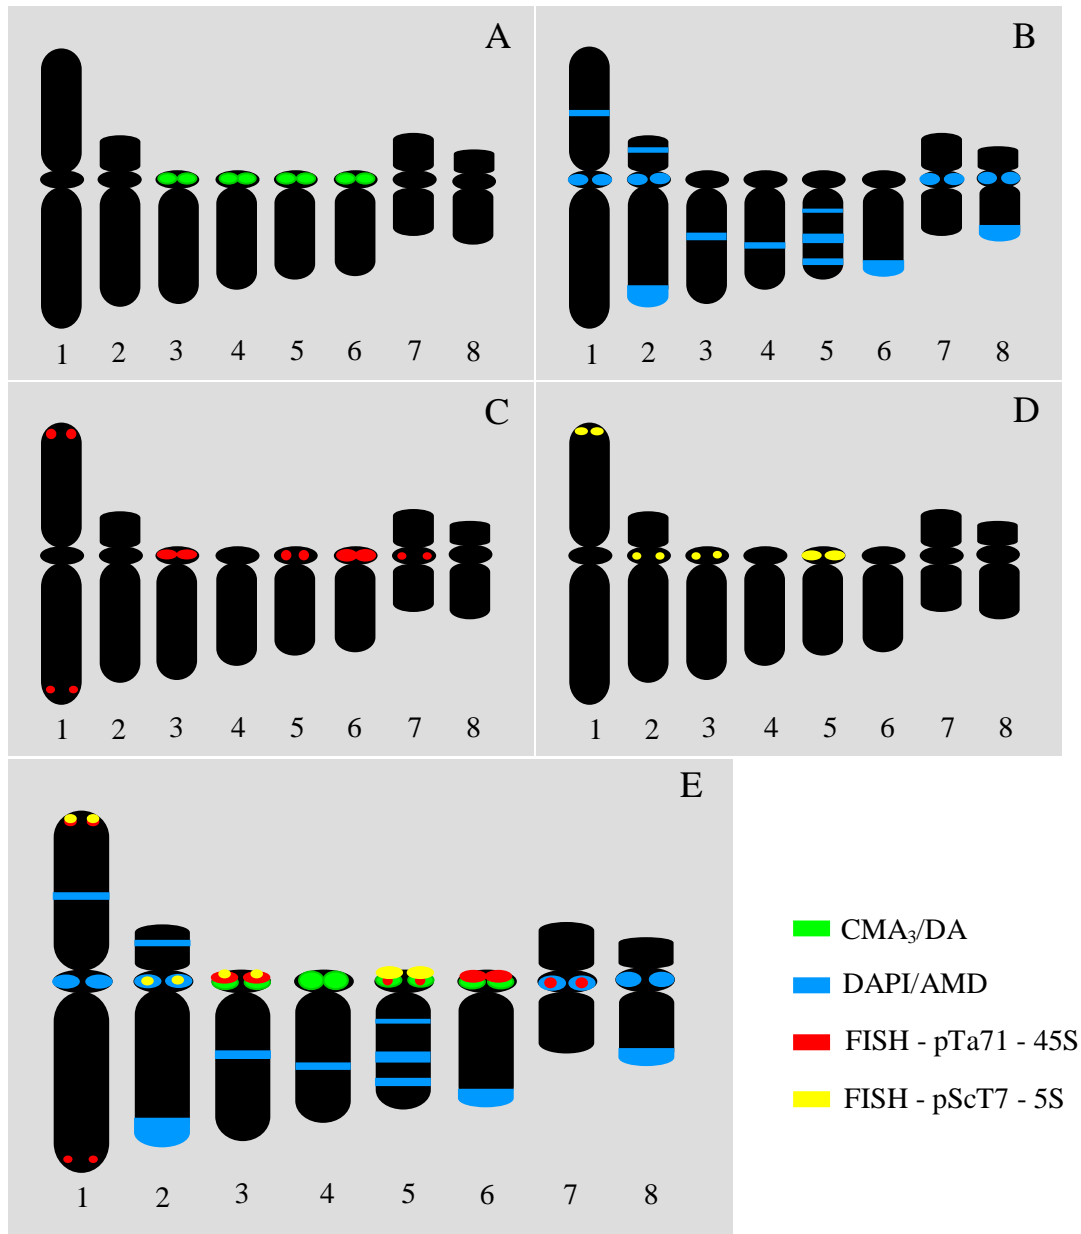 A
1 2 3 4 5 6 7 8
B
1 2 3 4 5 6 7 8
C
1 2 3 4 5 6 7 8
D
1 2 3 4 5 6 7 8
E
1 2 3 4 5 6 7 8
CMA₃/DA
DAPI/AMD
FISH - pTa71 - 45S
FISH - pScT7 - 5S